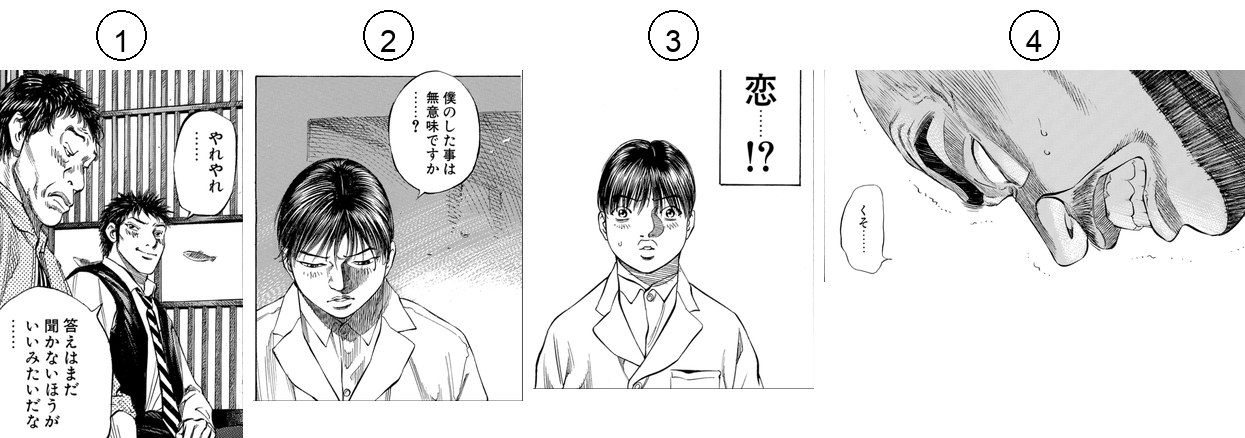 1
2
3
4
やれやれ
……
答えはまだ
聞かないほうが
いいみたいだな
……
僕のした事は
無意味ですか
……?
恋……!?
くそ……